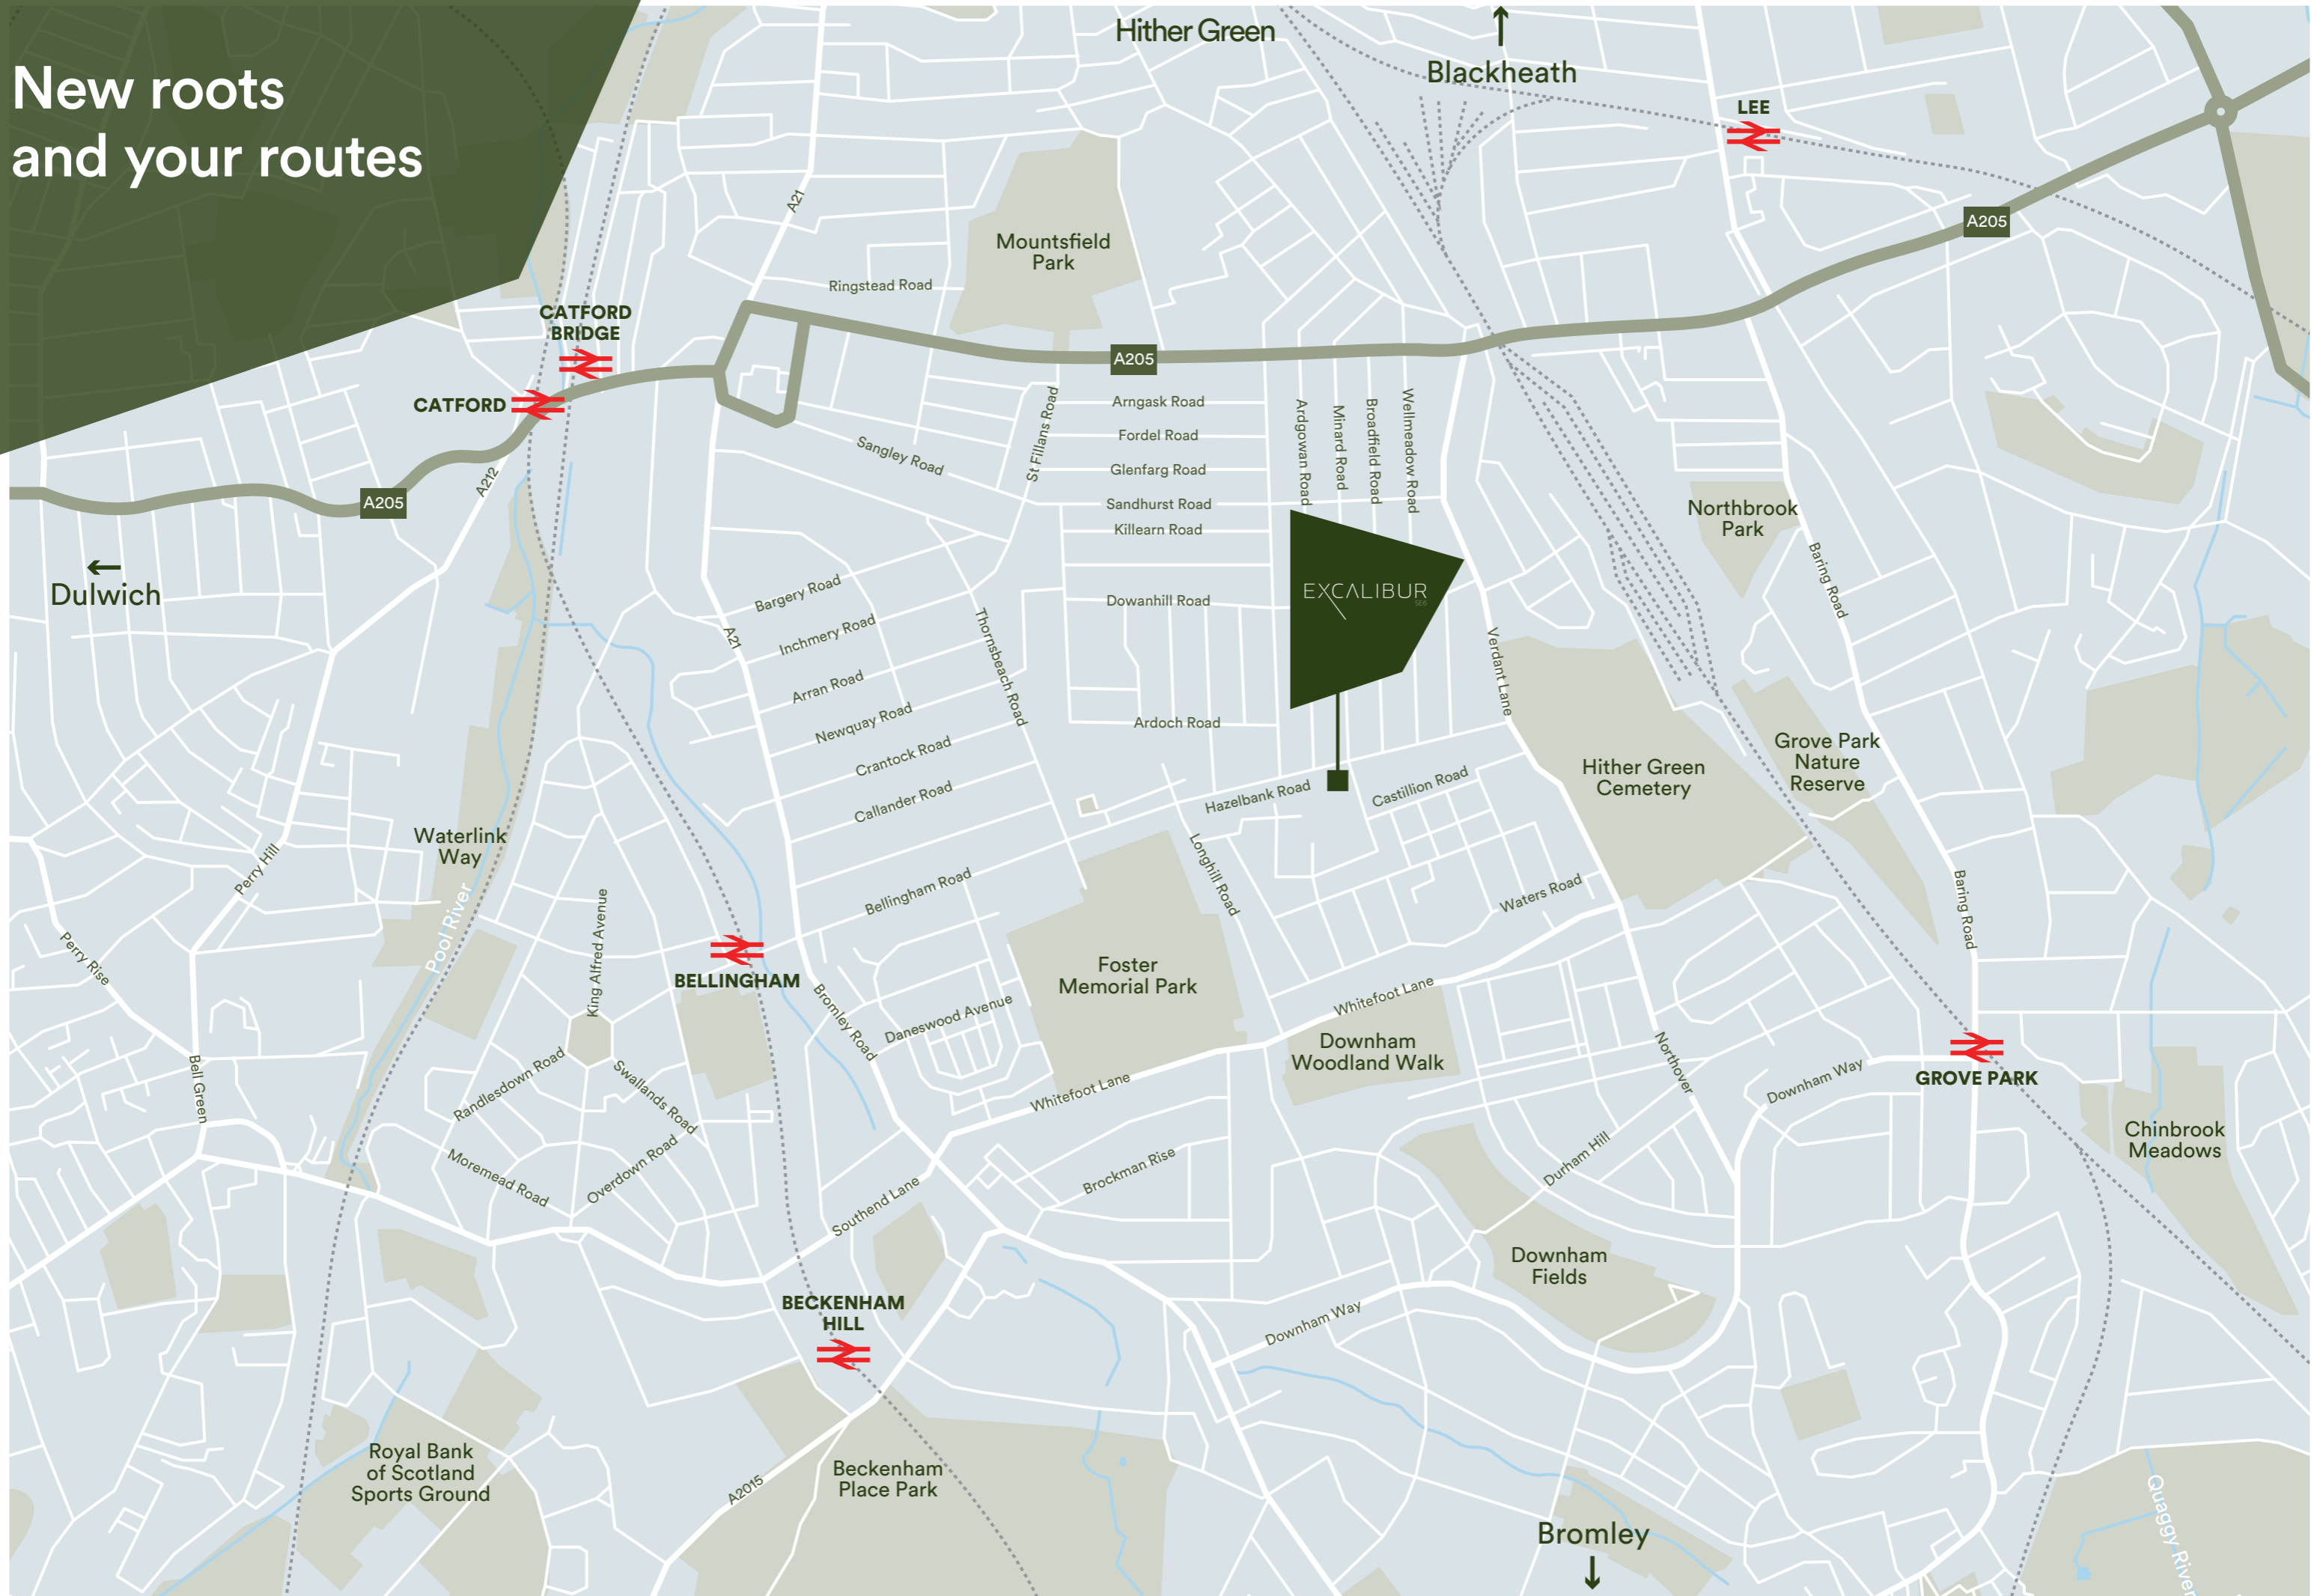 New roots
and your routes
Hither Green
Blackheath
LEE
A21
A205
Mountsfield
Park
Ringstead Road
CATFORD
BRIDGE
A205
CATFORD
Arngask Road
Fordel Road
Glenfarg Road
Sandhurst Road
Killearn Road
St Fillans Road
Sangley Road
Ardgowan Road
Minard Road
Broadfield Road
Wellmeadow Road
A212
A205
Northbrook
Park
Baring Road
Dulwich
EXCALIBUR
Bargery Road
Dowanhill Road
Inchmery Road
A21
Thornsbeach Road
Verdant Lane
Arran Road
Newquay Road
Ardoch Road
Crantock Road
Grove Park
Nature
Reserve
Hither Green
Cemetery
Callander Road
Hazelbank Road
Castillion Road
Waterlink
Way
Perry Hill
Longhill Road
Bellingham Road
Waters Road
Baring Road
Pool River
King Alfred Avenue
Perry Rise
BELLINGHAM
Foster
Memorial Park
Whitefoot Lane
Bromley Road
Daneswood Avenue
Downham
Woodland Walk
Northover
Downham Way
GROVE PARK
Bell Green
Randlesdown Road
Swallands Road
Whitefoot Lane
Chinbrook
Meadows
Moremead Road
Overdown Road
Brockman Rise
Durham Hill
Southend Lane
Downham
Fields
BECKENHAM
HILL
Downham Way
Royal Bank
of Scotland
Sports Ground
A2015
Beckenham
Place Park
Bromley
Quaggy River